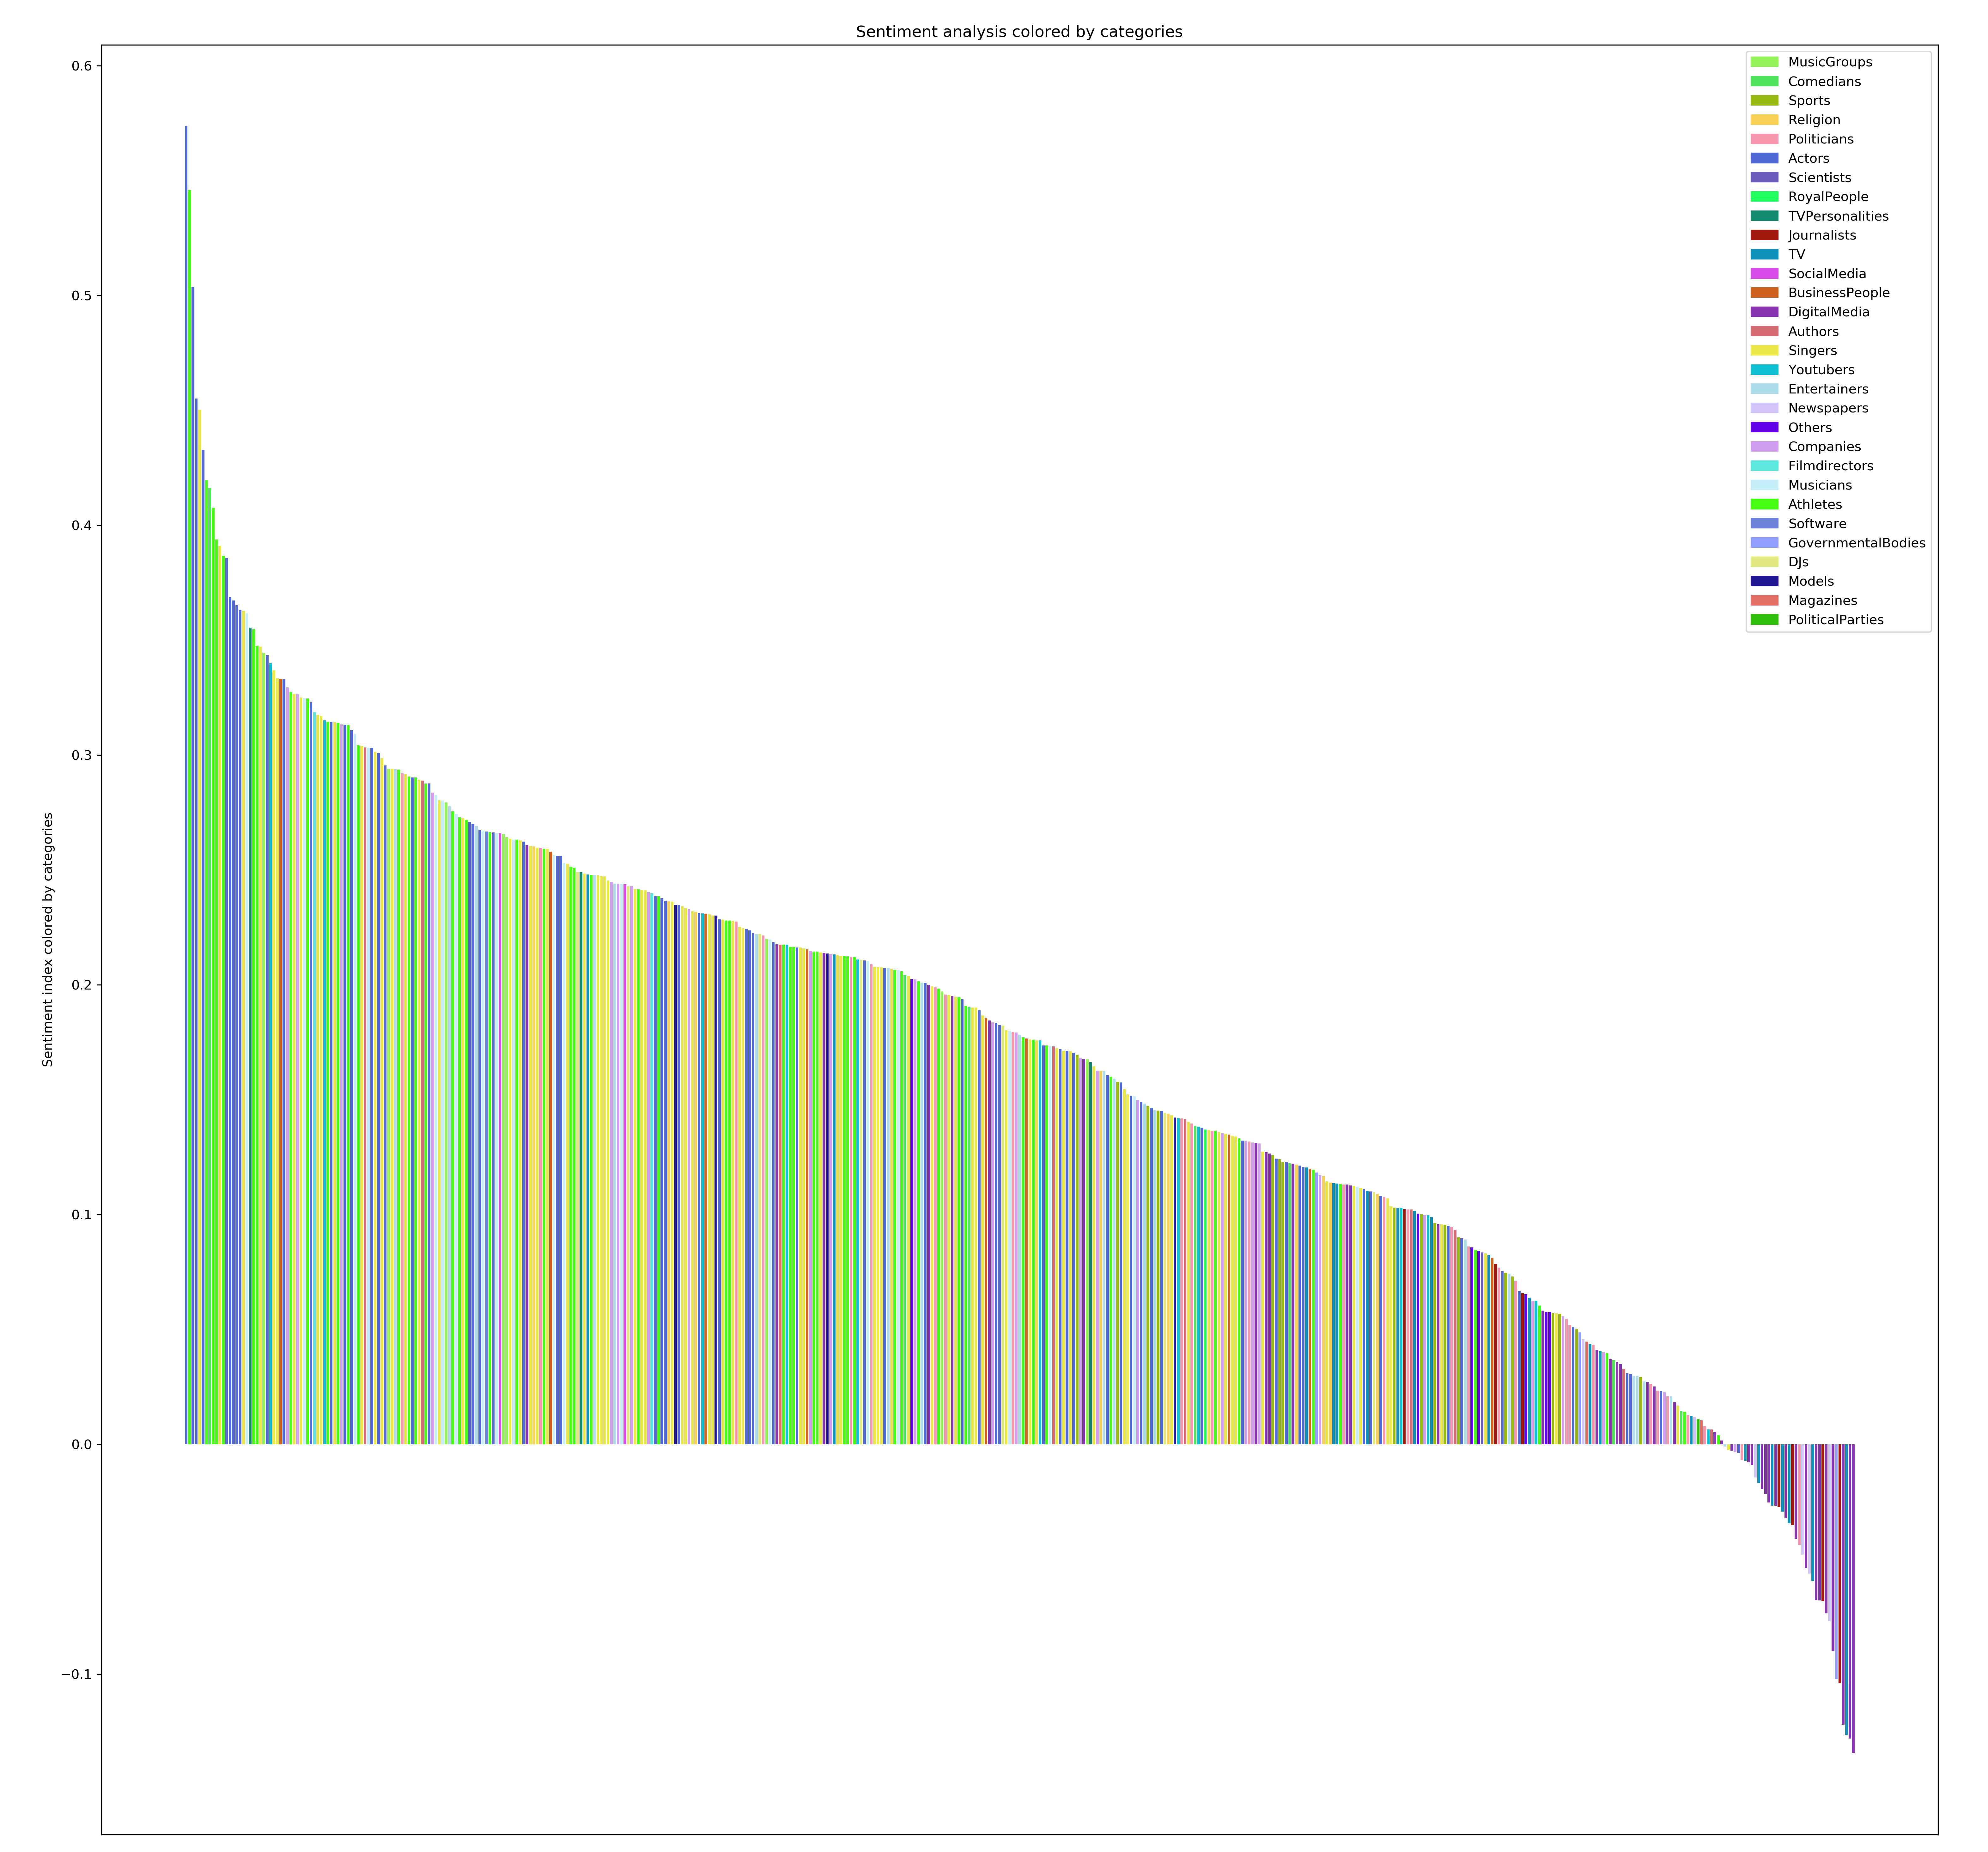 Sentiment analysis colored by categories
0.6
0.5
0.4
0.3
0.2
0.1
0.0
−0.1
Sentiment index colored by categories
MusicGroups
Comedians
Sports
Religion
Politicians
Actors
Scientists
RoyalPeople
TVPersonalities
Journalists
TV
SocialMedia
BusinessPeople
DigitalMedia
Authors
Singers
Youtubers
Entertainers
Newspapers
Others
Companies
Filmdirectors
Musicians
Athletes
Software
GovernmentalBodies
DJs
Models
Magazines
PoliticalParties